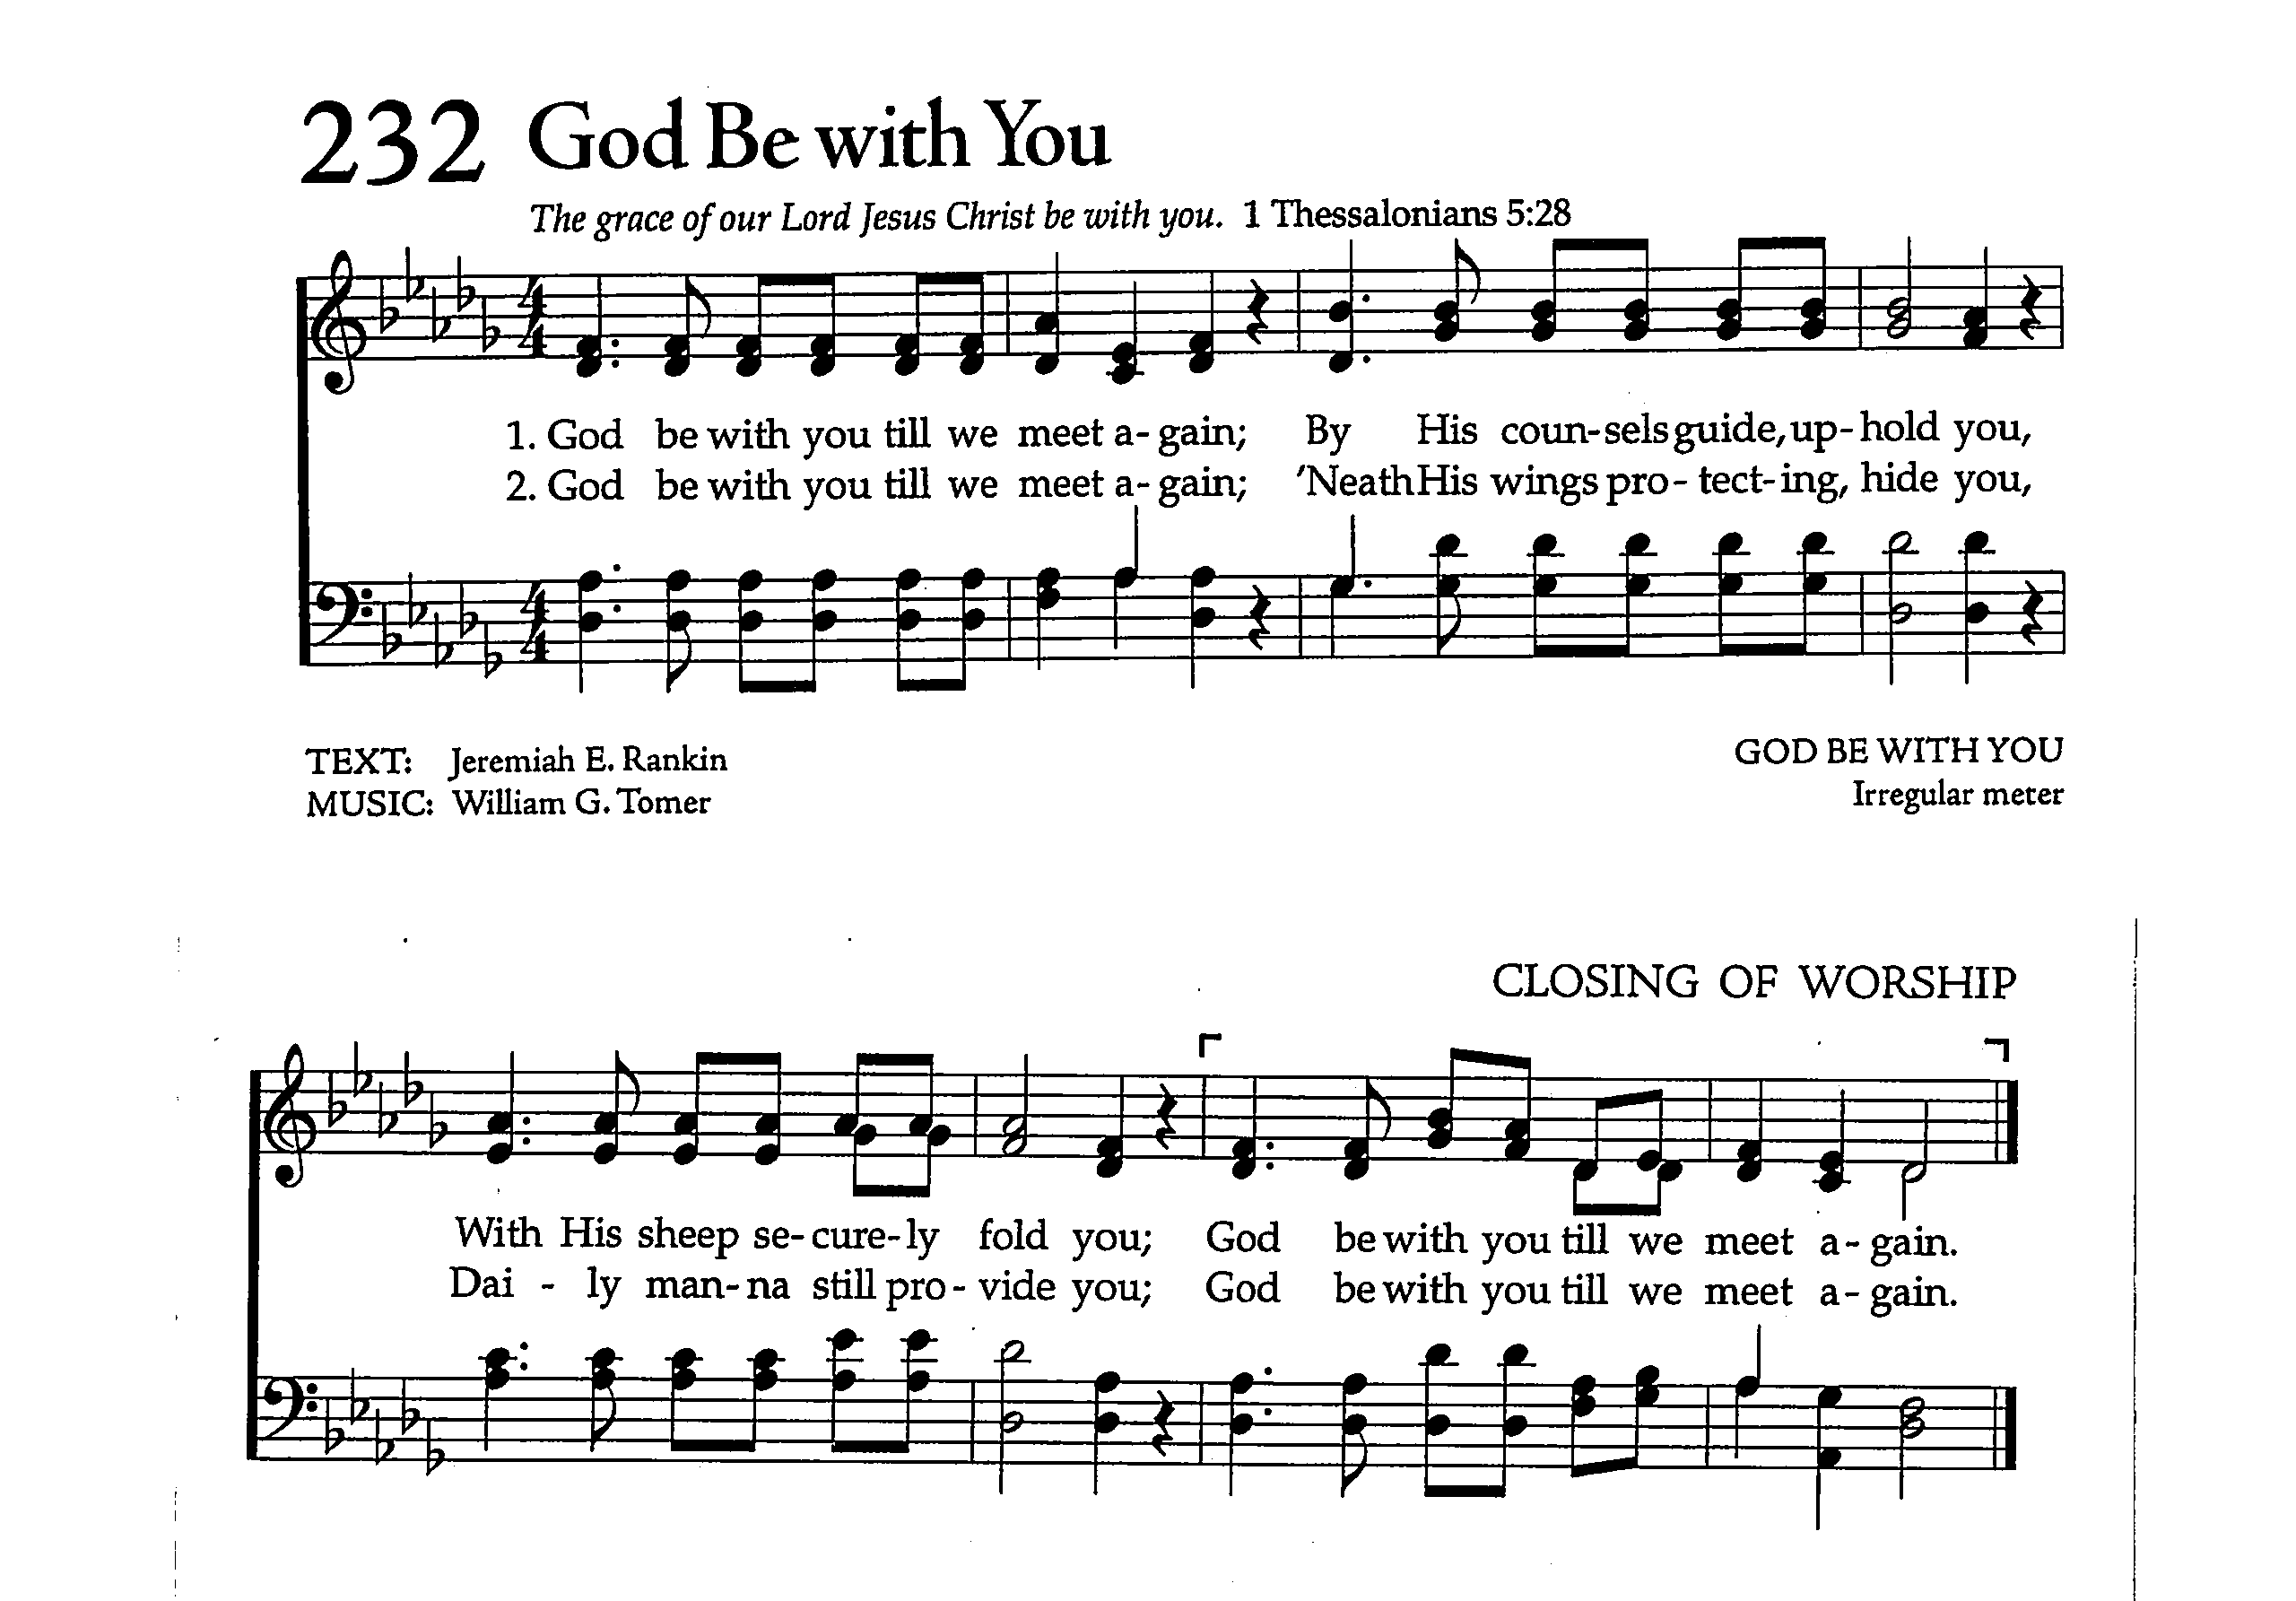 232 God Be with You
The grace of our Lord Jesus Christ be with you. 1 Thessalonians 5:28
1. God be with you till we meet a- gain; By His coun- sels guide, up- hold you,
2. God be with you till we meet a- gain; 'Neath His wings pro- tect- ing, hide you,
TEXT: Jeremiah E. Rankin
MUSIC: William G. Tomer
GOD BE WITH YOU
Irregular meter
CLOSING OF WORSHIP
With His sheep se- cure- ly fold you; God be with you till we meet a- gain.
Dai - ly man- na still pro - vide you; God be with you till we meet a- gain.